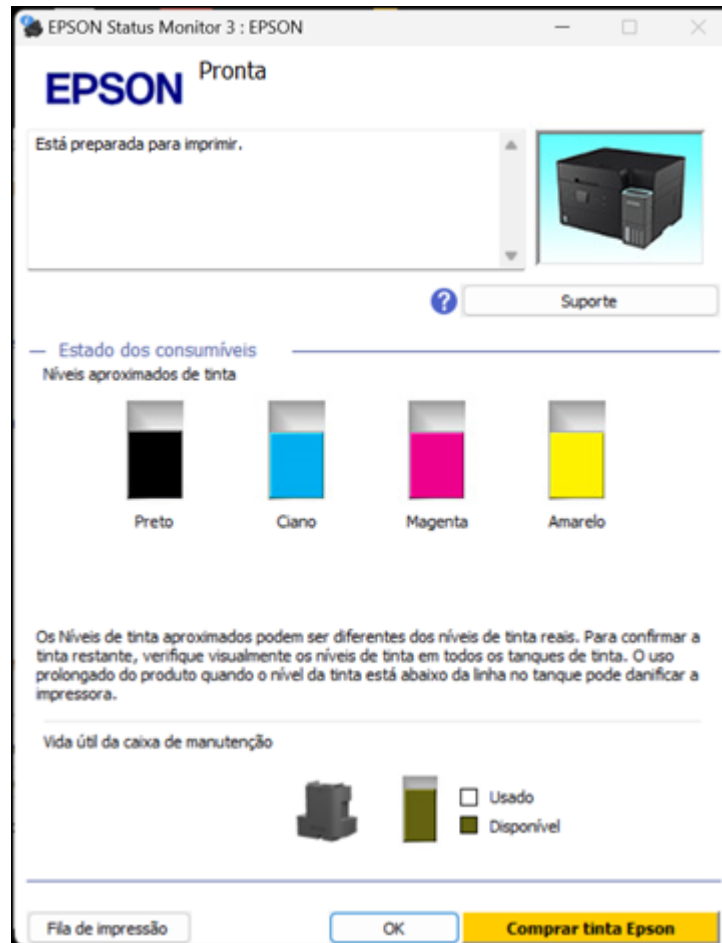 EPSON Status Monitor 3 : EPSON
EPSON
Pronta
Está preparada para imprimir.
?
Suporte
Estado dos consumíveis
Níveis aproximados de tinta
Preto
Ciano
Magenta
Amarelo
Os Níveis de tinta aproximados podem ser diferentes dos níveis de tinta reais. Para confirmar a
tinta restante, verifique visualmente os níveis de tinta em todos os tanques de tinta. O uso
prolongado do produto quando o nível da tinta está abaixo da linha no tanque pode danificar a
impressora.
Vida útil da caixa de manutenção
Usado
Disponível
Fila de impressão
OK
Comprar tinta Epson